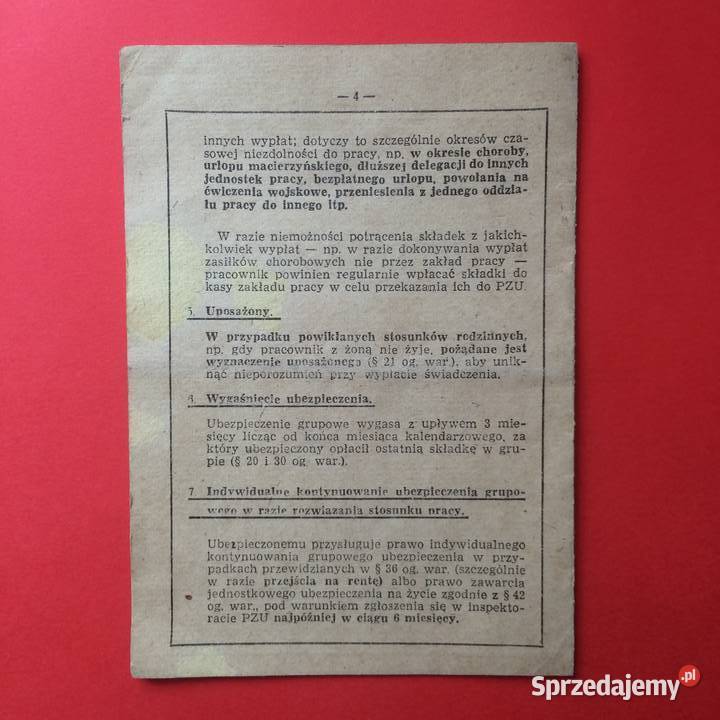 — 4 —
innych wypłat; dotyczy to szczególnie okresów cza-
sowej niezdolności do pracy, np. w okresie choroby,
urlopu macierzyńskiego, dłuższej delegacji do innych
jednostek pracy, bezpłatnego urlopu, powołania na
ćwiczenia wojskowe, przeniesienia z jednego oddzia-
łu pracy do innego itp.
W razie niemożności potrącenia składek z jakich-
kolwiek wypłat — np. w razie dokonywania wypłat
zasiłków chorobowych nie przez zakład pracy —
pracownik powinien regularnie wpłacać składki do
kasy zakładu pracy w celu przekazania ich do PZU.
5. Uposażony.
W przypadku powikłanych stosunków rodzinnych,
np. gdy pracownik z żoną nie żyje, pożądane jest
wyznaczenie uposażonego (§ 21 og. war.), aby unik-
nąć nieporozumień przy wypłacie świadczenia.
6. Wygaśnięcie ubezpieczenia.
Ubezpieczenie grupowe wygasa z upływem 3 mie-
sięcy licząc od końca miesiąca kalendarzowego, za
który ubezpieczony opłacił ostatnią składkę w gru-
pie (§ 20 i 30 og. war.).
7. Indywidualne kontynuowanie ubezpieczenia grupo-
wego w razie rozwiązania stosunku pracy.
Ubezpieczonemu przysługuje prawo indywidualnego
kontynuowania grupowego ubezpieczenia w przy-
padkach przewidzianych w § 36 og. war. (szczególnie
w razie przejścia na rentę) albo prawo zawarcia
jednostkowego ubezpieczenia na życie zgodnie z § 42
og. war., pod warunkiem zgłoszenia się w inspekto-
racie PZU najpóźniej w ciągu 6 miesięcy.
Sprzedajemy.pl